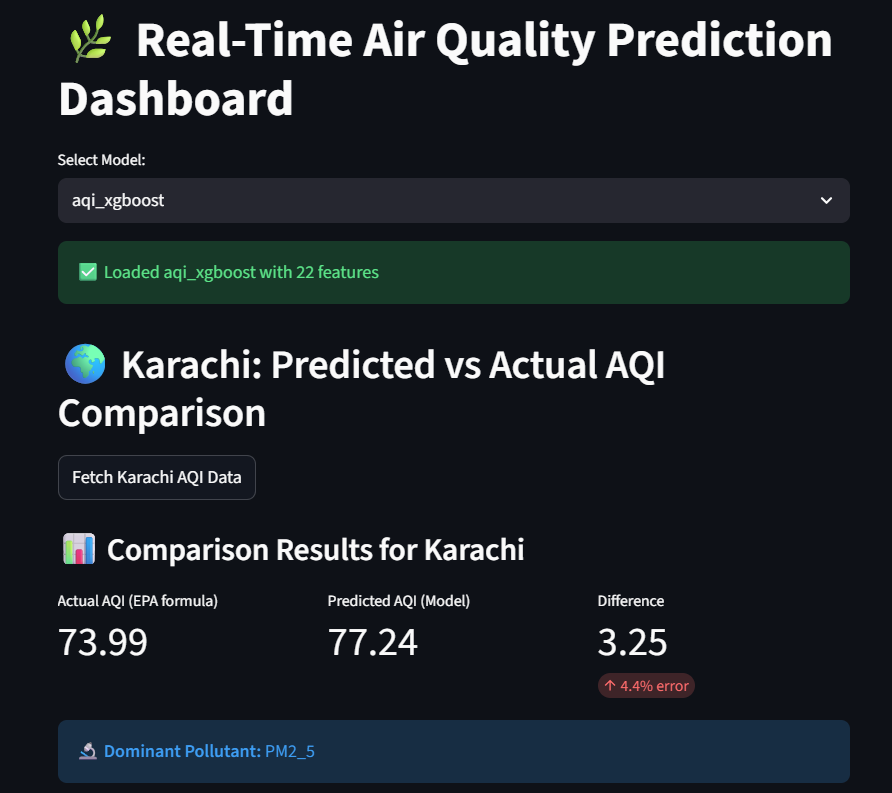 🌿 Real-Time Air Quality Prediction
Dashboard
Select Model:
aqi_xgboost
✅ Loaded aqi_xgboost with 22 features
🌍 Karachi: Predicted vs Actual AQI
Comparison
Fetch Karachi AQI Data
📊 Comparison Results for Karachi
Actual AQI (EPA formula)
73.99
Predicted AQI (Model)
77.24
Difference
3.25
↑ 4.4% error
🔬 Dominant Pollutant: PM2_5